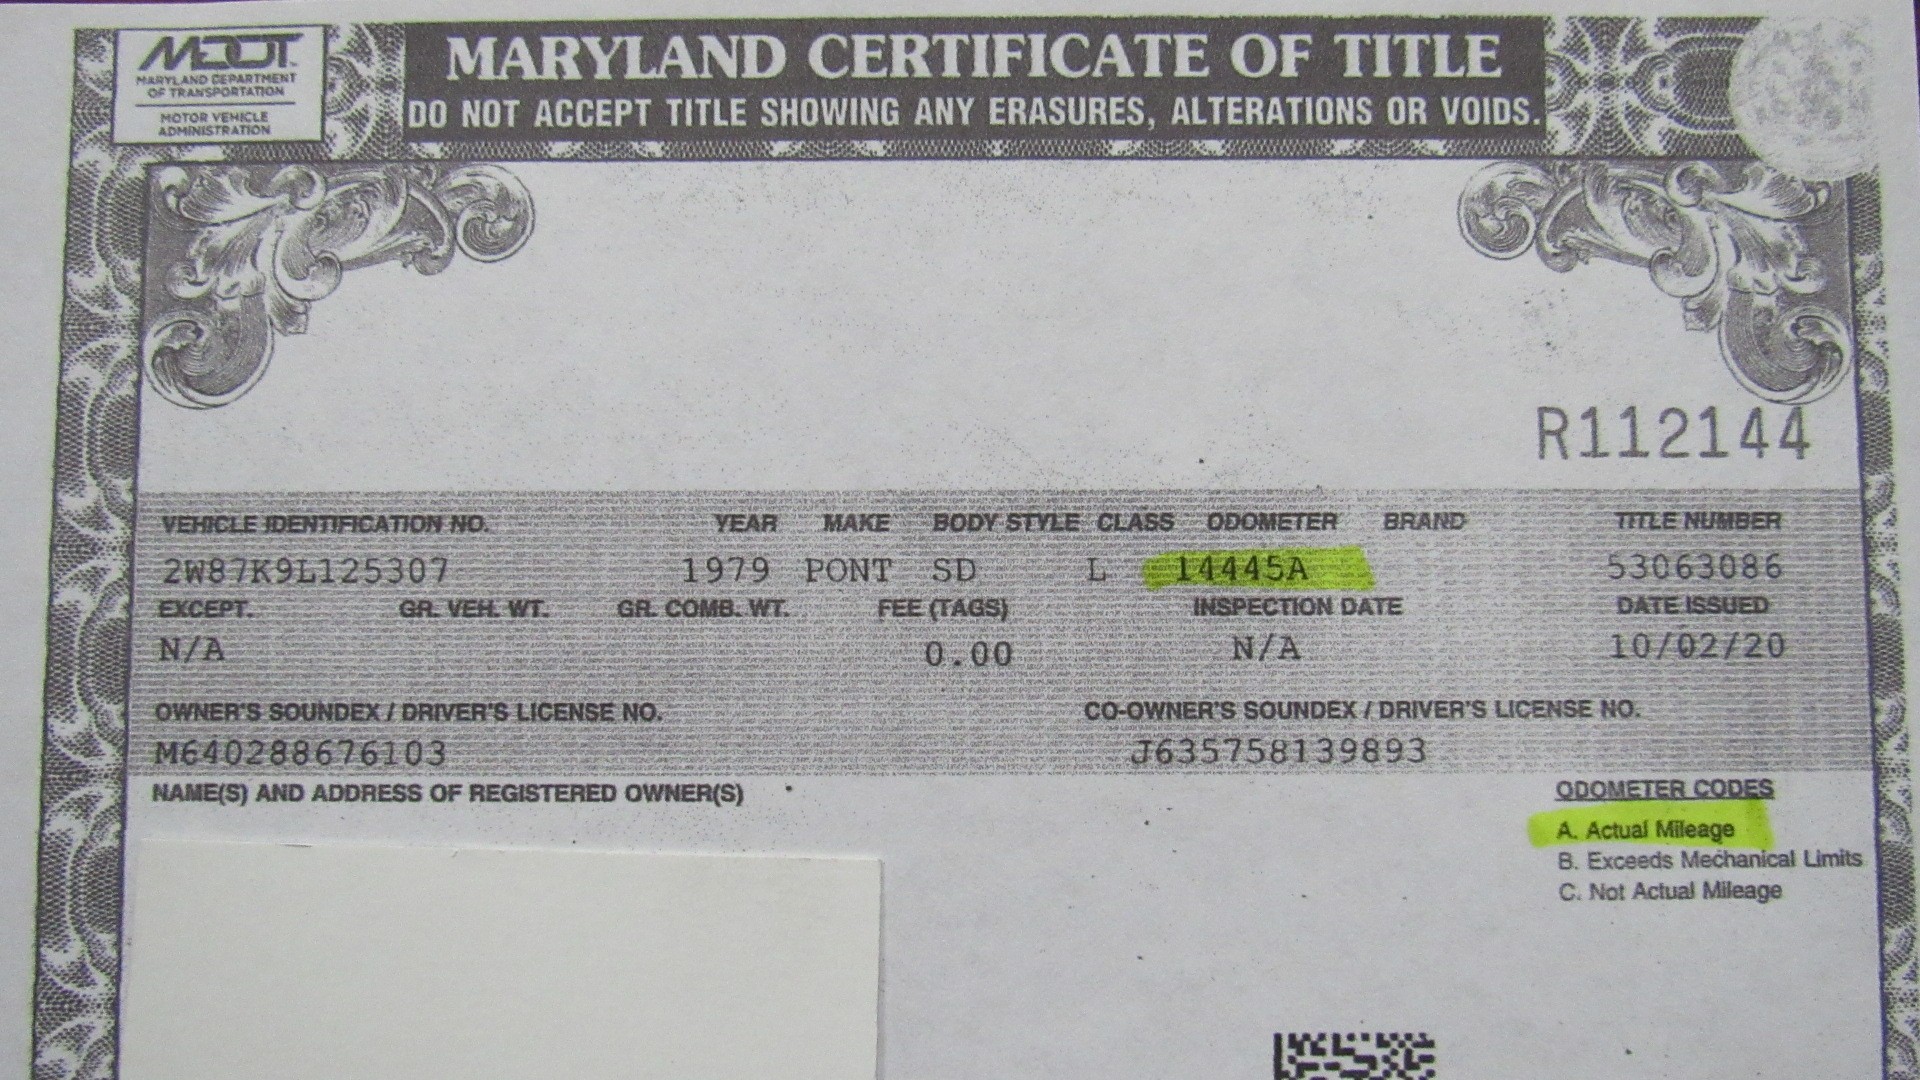 MDOT
MARYLAND DEPARTMENT
OF TRANSPORTATION
MOTOR VEHICLE
ADMINISTRATION
MARYLAND CERTIFICATE OF TITLE
DO NOT ACCEPT TITLE SHOWING ANY ERASURES, ALTERATIONS OR VOIDS.
R112144
VEHICLE IDENTIFICATION NO. YEAR MAKE BODY STYLE CLASS ODOMETER BRAND TITLE NUMBER
2W87K9L125307 1979 PONT SD L 14445A 53063086
EXCEPT. GR. VEH. WT. GR. COMB. WT. FEE (TAGS) INSPECTION DATE DATE ISSUED
N/A 0.00 N/A 10/02/20
OWNER'S SOUNDEX / DRIVER'S LICENSE NO. CO-OWNER'S SOUNDEX / DRIVER'S LICENSE NO.
M640288676103 J635758139893
NAME(S) AND ADDRESS OF REGISTERED OWNER(S)
ODOMETER CODES
A. Actual Mileage
B. Exceeds Mechanical Limits
C. Not Actual Mileage